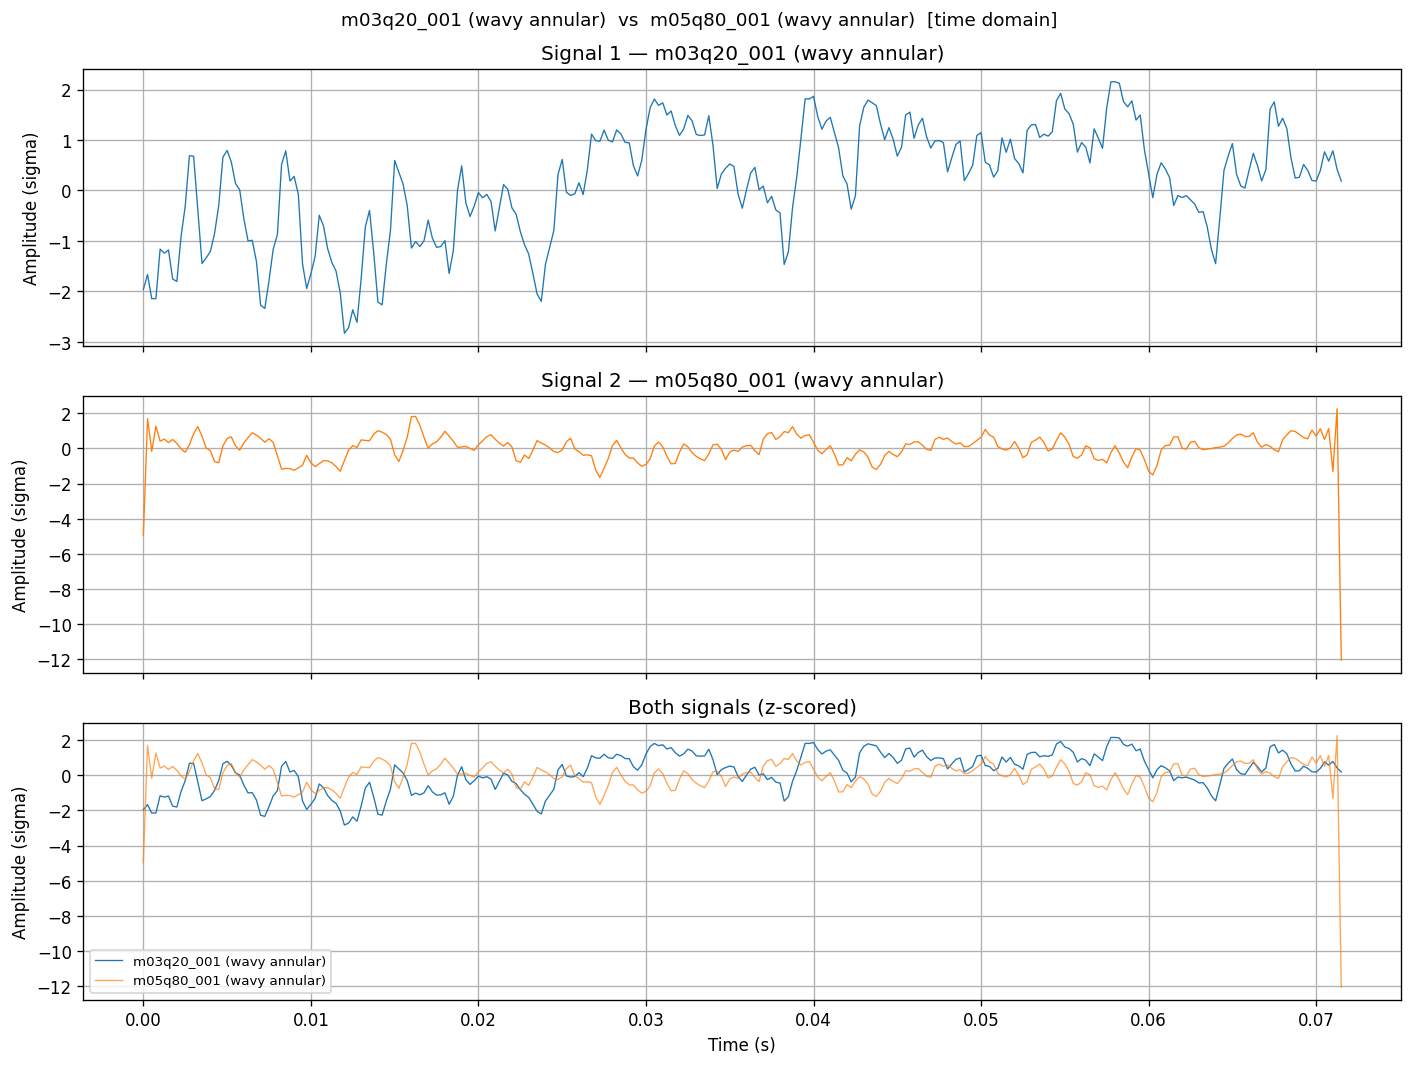 m03q20_001 (wavy annular)  vs  m05q80_001 (wavy annular)  [time domain]
Signal 1 — m03q20_001 (wavy annular)
Amplitude (sigma)
2
1
0
−1
−2
−3
Signal 2 — m05q80_001 (wavy annular)
Amplitude (sigma)
2
0
−2
−4
−6
−8
−10
−12
Both signals (z-scored)
Amplitude (sigma)
2
0
−2
−4
−6
−8
−10
−12
m03q20_001 (wavy annular)
m05q80_001 (wavy annular)
0.00 0.01 0.02 0.03 0.04 0.05 0.06 0.07
Time (s)